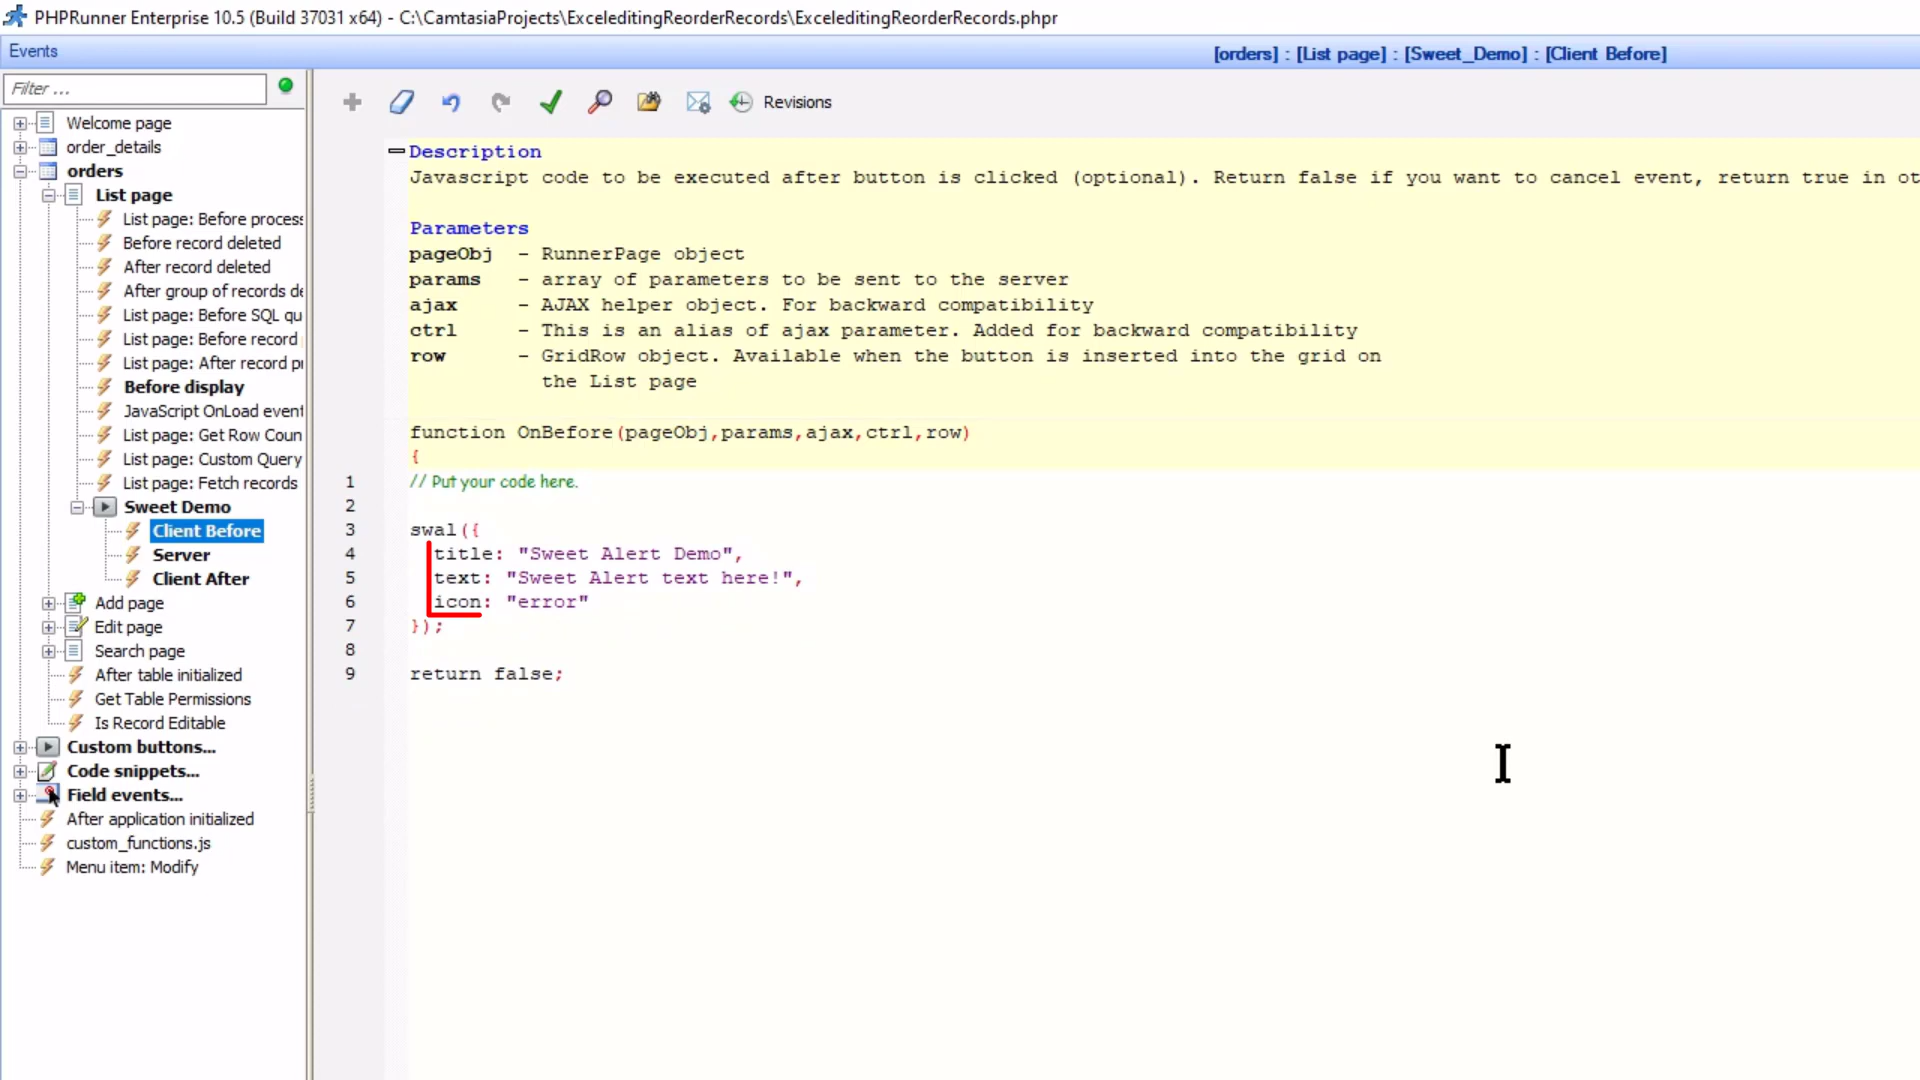 PHPRunner Enterprise 10.5 (Build 37031 x64) - C:\CamtasiaProjects\ExceleditingReorderRecords\ExceleditingReorderRecords.phpr
Events
[orders] : [List page] : [Sweet_Demo] : [Client Before]
Filter ...
Revisions
Welcome page
order_details
orders
List page
List page: Before process
Before record deleted
After record deleted
After group of records de
List page: Before SQL qu
List page: Before record
List page: After record pr
Before display
JavaScript OnLoad event
List page: Get Row Coun
List page: Custom Query
List page: Fetch records
Sweet Demo
Client Before
Server
Client After
Add page
Edit page
Search page
After table initialized
Get Table Permissions
Is Record Editable
Custom buttons...
Code snippets...
Field events...
After application initialized
custom_functions.js
Menu item: Modify
Description
Javascript code to be executed after button is clicked (optional). Return false if you want to cancel event, return true in ot
Parameters
pageObj - RunnerPage object
params - array of parameters to be sent to the server
ajax - AJAX helper object. For backward compatibility
ctrl - This is an alias of ajax parameter. Added for backward compatibility
row - GridRow object. Available when the button is inserted into the grid on
the List page
function OnBefore(pageObj,params,ajax,ctrl,row)
{
1 // Put your code here.
2
3 swal({
4 title: "Sweet Alert Demo",
5 text: "Sweet Alert text here!",
6 icon: "error"
7 });
8
9 return false;